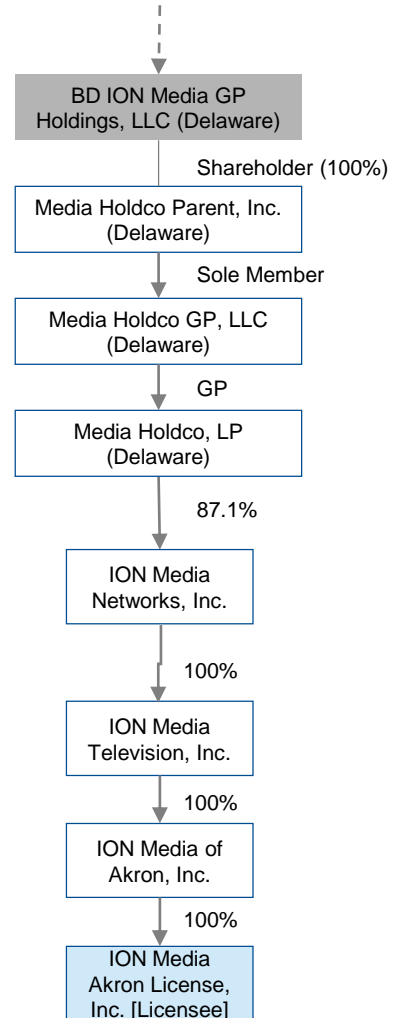 BD ION Media GP
Holdings, LLC (Delaware)
Shareholder (100%)
Media Holdco Parent, Inc.
(Delaware)
Sole Member
Media Holdco GP, LLC
(Delaware)
GP
Media Holdco, LP
(Delaware)
87.1%
ION Media
Networks, Inc.
100%
ION Media
Television, Inc.
100%
ION Media of
Akron, Inc.
100%
ION Media
Akron License,
Inc. [Licensee]